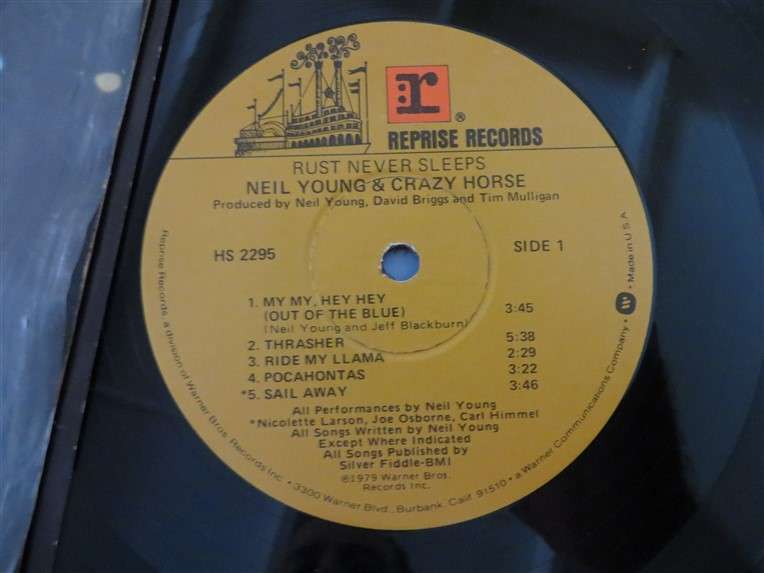 r
®
REPRISE RECORDS
RUST NEVER SLEEPS
NEIL YOUNG & CRAZY HORSE
Produced by Neil Young, David Briggs and Tim Mulligan
HS 2295
SIDE 1
1. MY MY, HEY HEY
(OUT OF THE BLUE) 3:45
(Neil Young and Jeff Blackburn)
2. THRASHER 5:38
3. RIDE MY LLAMA 2:29
4. POCAHONTAS 3:22
*5. SAIL AWAY 3:46
All Performances by Neil Young
*Nicolette Larson, Joe Osborne, Carl Himmel
All Songs Written by Neil Young
Except Where Indicated
All Songs Published by
Silver Fiddle-BMI
℗1979 Warner Bros.
Records Inc.
Reprise Records, a division of Warner Bros. Records Inc. • 3300 Warner Blvd., Burbank, Calif. 91510 • a Warner Communications Company • W • Made in U.S.A.